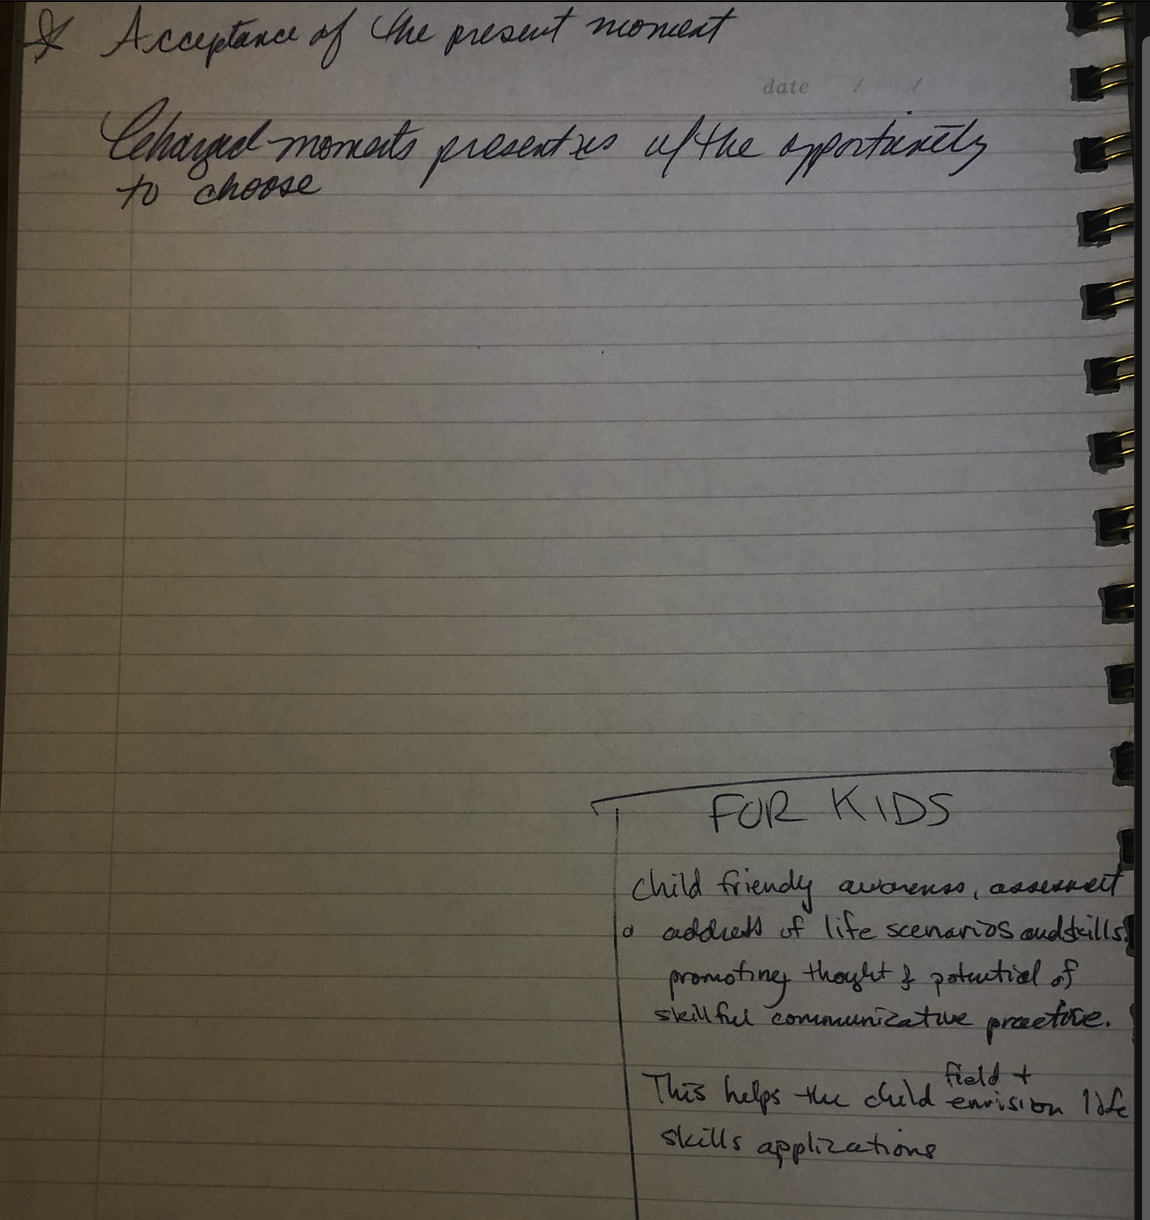 Acceptance of the present moment
date / /
Charged moments presents us w/ the opportunity
to choose
FOR KIDS
child friendly awareness, assessment
address of life scenarios and skills.
promoting thought & potential of
skillful communicative practice.
field +
This helps the child envision life
skills applications